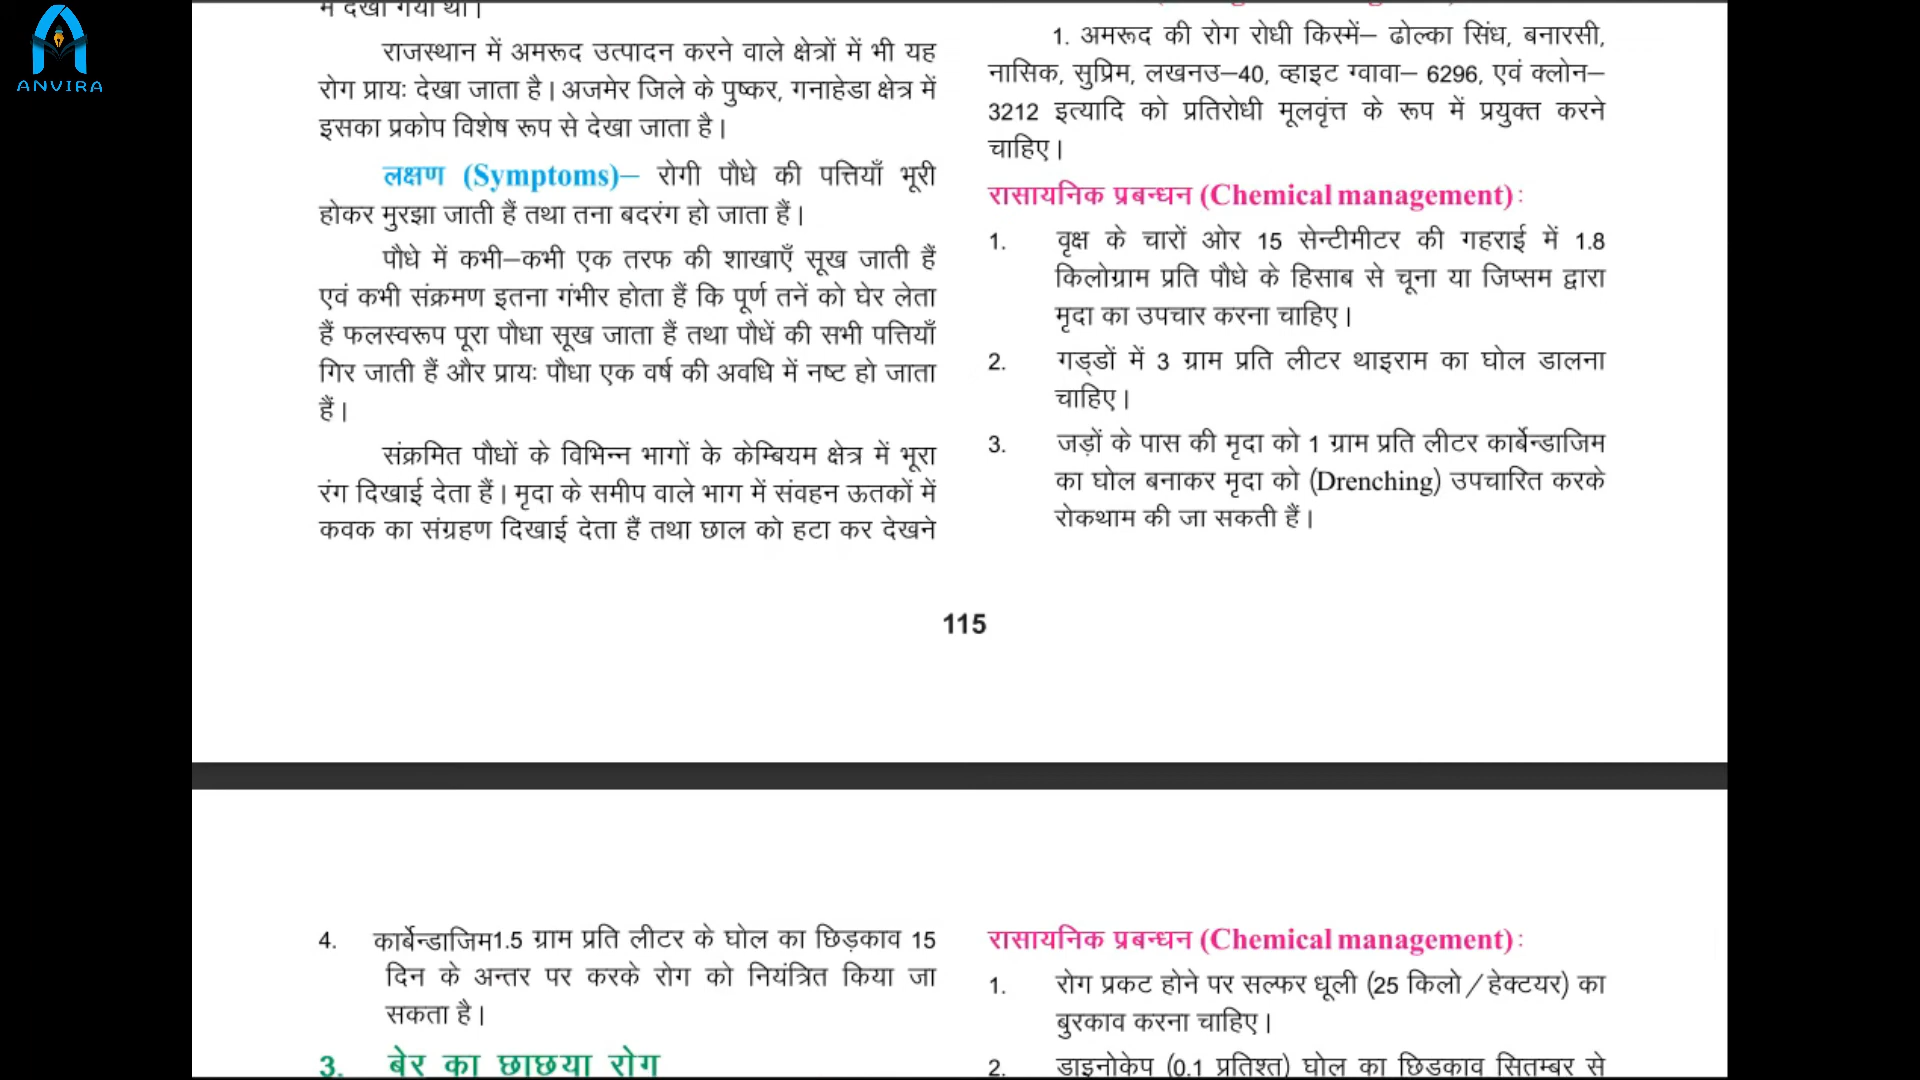 ANVIRA
में देखा गया था।
राजस्थान में अमरूद उत्पादन करने वाले क्षेत्रों में भी यह
रोग प्रायः देखा जाता है। अजमेर जिले के पुष्कर, गनाहेडा क्षेत्र में
इसका प्रकोप विशेष रूप से देखा जाता है।
लक्षण (Symptoms)– रोगी पौधे की पत्तियाँ भूरी
होकर मुरझा जाती हैं तथा तना बदरंग हो जाता हैं।
पौधे में कभी–कभी एक तरफ की शाखाएँ सूख जाती हैं
एवं कभी संक्रमण इतना गंभीर होता हैं कि पूर्ण तनें को घेर लेता
हैं फलस्वरूप पूरा पौधा सूख जाता हैं तथा पौधें की सभी पत्तियाँ
गिर जाती हैं और प्रायः पौधा एक वर्ष की अवधि में नष्ट हो जाता
हैं।
संक्रमित पौधों के विभिन्न भागों के केम्बियम क्षेत्र में भूरा
रंग दिखाई देता हैं। मृदा के समीप वाले भाग में संवहन ऊतकों में
कवक का संग्रहण दिखाई देता हैं तथा छाल को हटा कर देखने
1. अमरूद की रोग रोधी किस्में– ढोल्का सिंध, बनारसी,
नासिक, सुप्रिम, लखनउ–40, व्हाइट ग्वावा– 6296, एवं क्लोन–
3212 इत्यादि को प्रतिरोधी मूलवृंत्त के रूप में प्रयुक्त करने
चाहिए।
रासायनिक प्रबन्धन (Chemical management) :
1. वृक्ष के चारों ओर 15 सेन्टीमीटर की गहराई में 1.8
किलोग्राम प्रति पौधे के हिसाब से चूना या जिप्सम द्वारा
मृदा का उपचार करना चाहिए।
2. गड्डों में 3 ग्राम प्रति लीटर थाइराम का घोल डालना
चाहिए।
3. जड़ों के पास की मृदा को 1 ग्राम प्रति लीटर कार्बेन्डाजिम
का घोल बनाकर मृदा को (Drenching) उपचारित करके
रोकथाम की जा सकती हैं।
115
4. कार्बेन्डाजिम1.5 ग्राम प्रति लीटर के घोल का छिड़काव 15
दिन के अन्तर पर करके रोग को नियंत्रित किया जा
सकता है।
3. बेर का छाछया रोग
रासायनिक प्रबन्धन (Chemical management) :
1. रोग प्रकट होने पर सल्फर धूली (25 किलो/हेक्टयर) का
बुरकाव करना चाहिए।
2. डाइनोकेप (0.1 प्रतिश्त) घोल का छिडकाव सितम्बर से